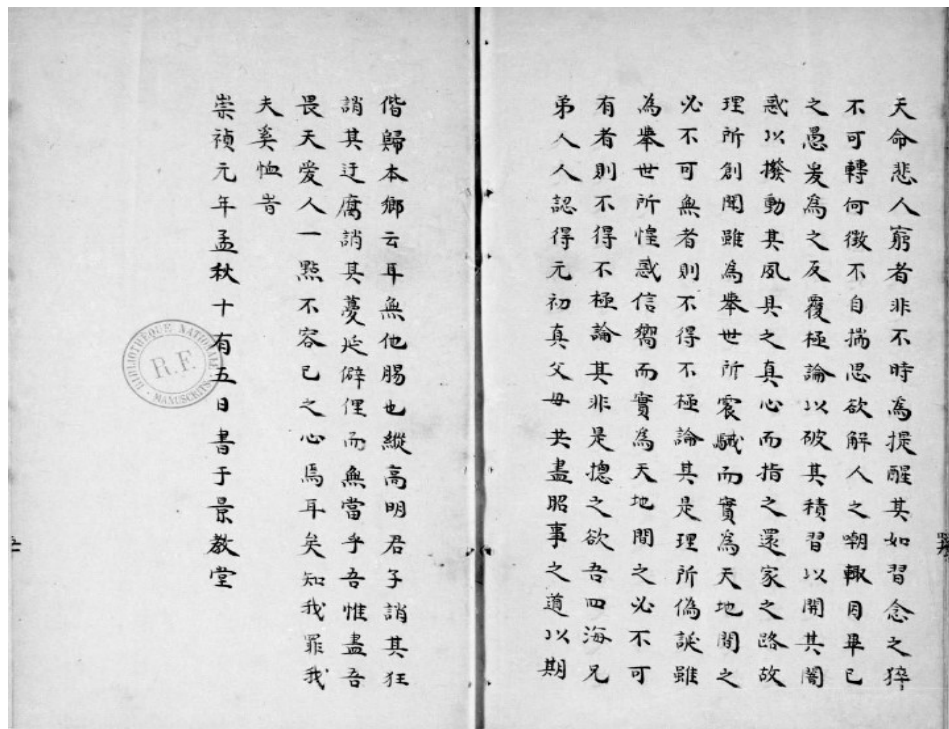 天命悲人窮者非不時為提醒其如習念之猝
不可轉何徵不自揣思欲解人之嘲輙用畢已
之愚爰為之反覆極論以破其積習以開其闇
惑以撥動其夙具之真心而指之還家之路故
理所創聞雖為舉世所駭而實為天地間之
必不可無者則不得不極論其是理所偽誕雖
為舉世所惶惑信嚮而實為天地間之必不可
有者則不得不極論其非是揔之欲吾四海兄
弟人人認得元初真父母共盡昭事之道以期
偕歸本鄉云耳無他腸也縱高明君子誚其狂
誚其迂腐誚其蔓延僻俚而無當乎吾惟盡吾
畏天愛人一點不容已之心焉耳矣知我罪我
夫奚恤旹
崇禎元年孟秋十有五日書于景教堂
BIBLIOTHÈQUE NATIONALE
R.F.
MANUSCRITS